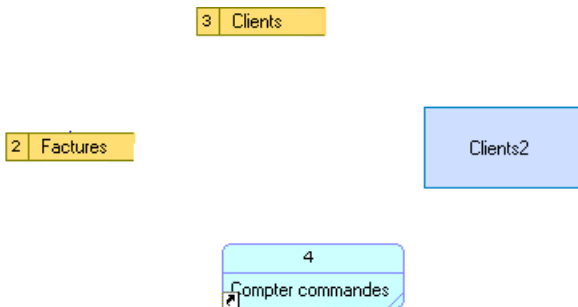 3 Clients
2 Factures
Clients2
4
Compter commandes